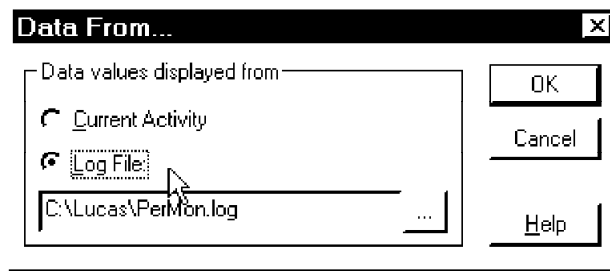 Data From...
Data values displayed from
Current Activity
Log File:
C:\Lucas\PerMon.log
...
OK
Cancel
Help